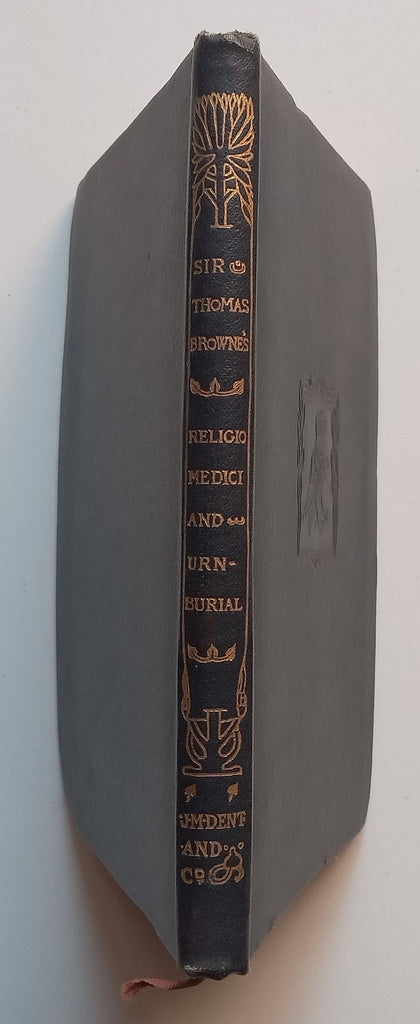 SIR
THOMAS
BROWNE'S
RELIGIO
MEDICI
AND
URN-
BURIAL
·J·M·DENT
·AND·
Co